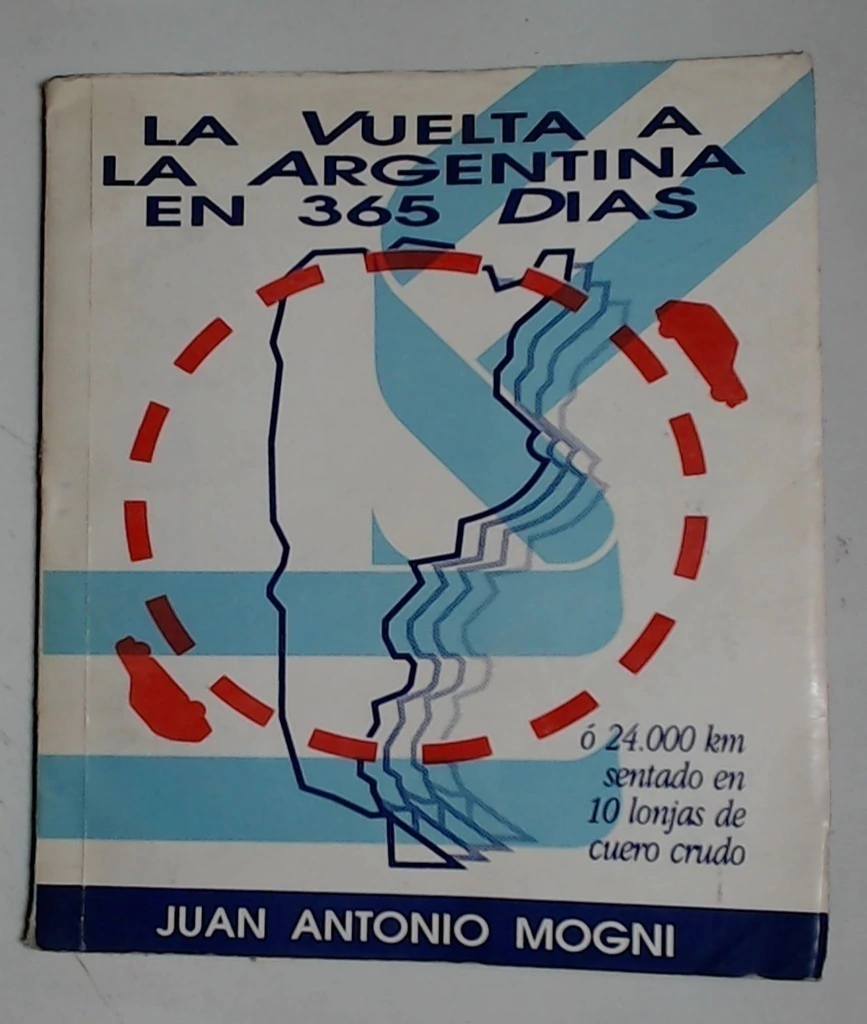 LA VUELTA A
LA ARGENTINA
EN 365 DIAS
ó 24.000 km
sentado en
10 lonjas de
cuero crudo
JUAN ANTONIO MOGNI